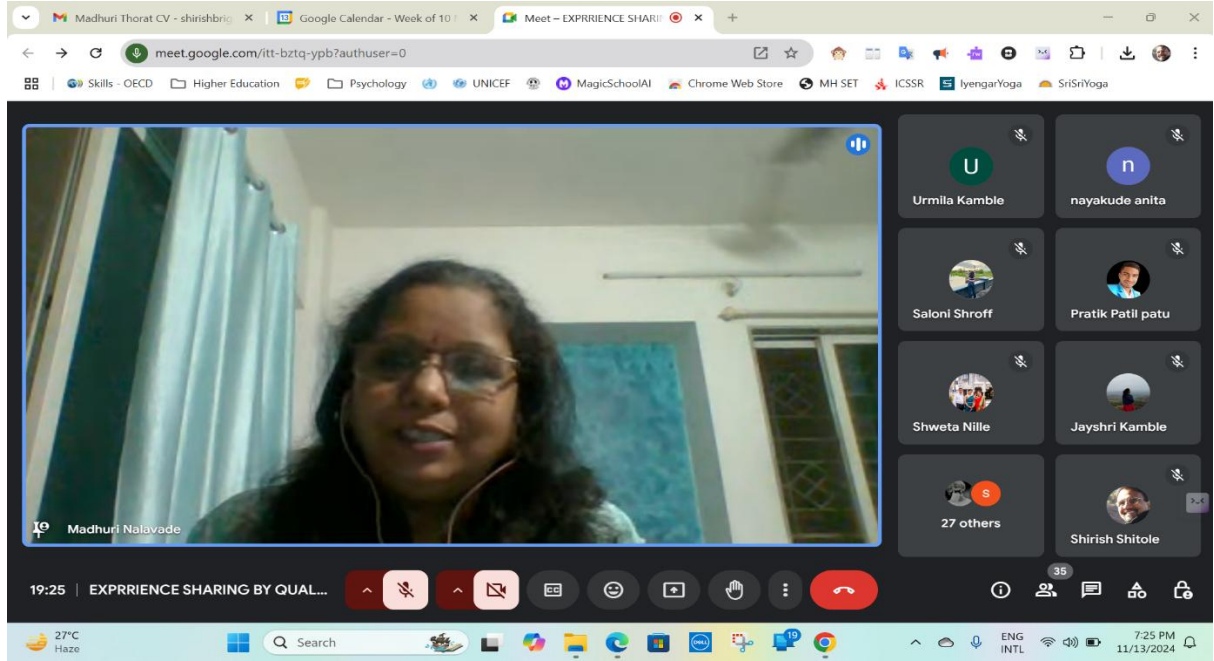 Madhuri Thorat CV - shirishbrig
Google Calendar - Week of 10
Meet – EXPRRIENCE SHARI
meet.google.com/itt-bztq-ypb?authuser=0
Skills - OECD
Higher Education
Psychology
UNICEF
MagicSchoolAI
Chrome Web Store
MH SET
ICSSR
IyengarYoga
SriSriYoga
U
Urmila Kamble
n
nayakude anita
Saloni Shroff
Pratik Patil patu
Shweta Nille
Jayshri Kamble
S
27 others
Shirish Shitole
Madhuri Nalavade
19:25 | EXPRRIENCE SHARING BY QUAL...
CC
35
27°C
Haze
Search
DELL
19
ENG
INTL
7:25 PM
11/13/2024